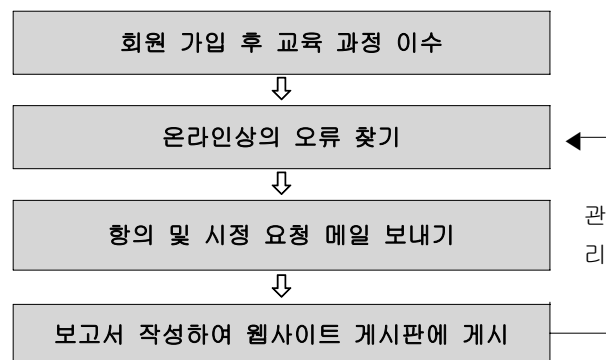 회원 가입 후 교육 과정 이수
온라인상의 오류 찾기
항의 및 시정 요청 메일 보내기
관
리
보고서 작성하여 웹사이트 게시판에 게시